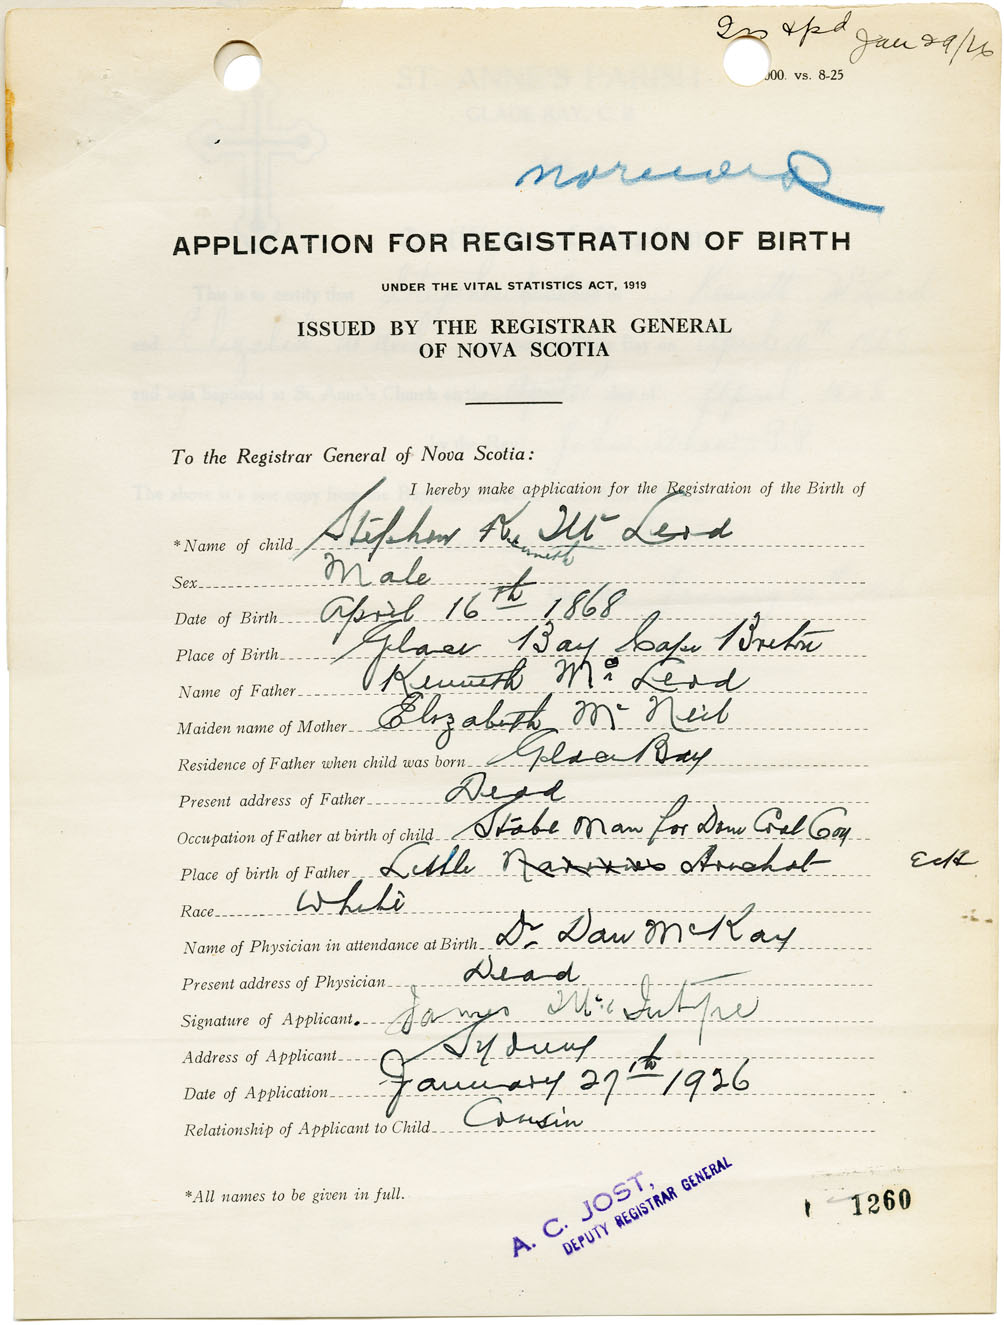 Ins & pd Jan 29/26
000. vs. 8-25
APPLICATION FOR REGISTRATION OF BIRTH
UNDER THE VITAL STATISTICS ACT, 1919
ISSUED BY THE REGISTRAR GENERAL
OF NOVA SCOTIA
To the Registrar General of Nova Scotia:
I hereby make application for the Registration of the Birth of
*Name of child Stephen Kenneth Mc Leod
Sex Male
Date of Birth April 16th 1868
Place of Birth Glace Bay Cape Breton
Name of Father Kenneth Mc Leod
Maiden name of Mother Elizabeth Mc Neil
Residence of Father when child was born Glace Bay
Present address of Father Dead
Occupation of Father at birth of child Stable Man for Dom Coal Coy
Place of birth of Father Little Arichat
Race White
Name of Physician in attendance at Birth Dr Dan McKay
Present address of Physician Dead
Signature of Applicant. James McIntyre
Address of Applicant Sydney
Date of Application January 27th 1926
Relationship of Applicant to Child Cousin
*All names to be given in full.
A. C. JOST,
DEPUTY REGISTRAR GENERAL
1260